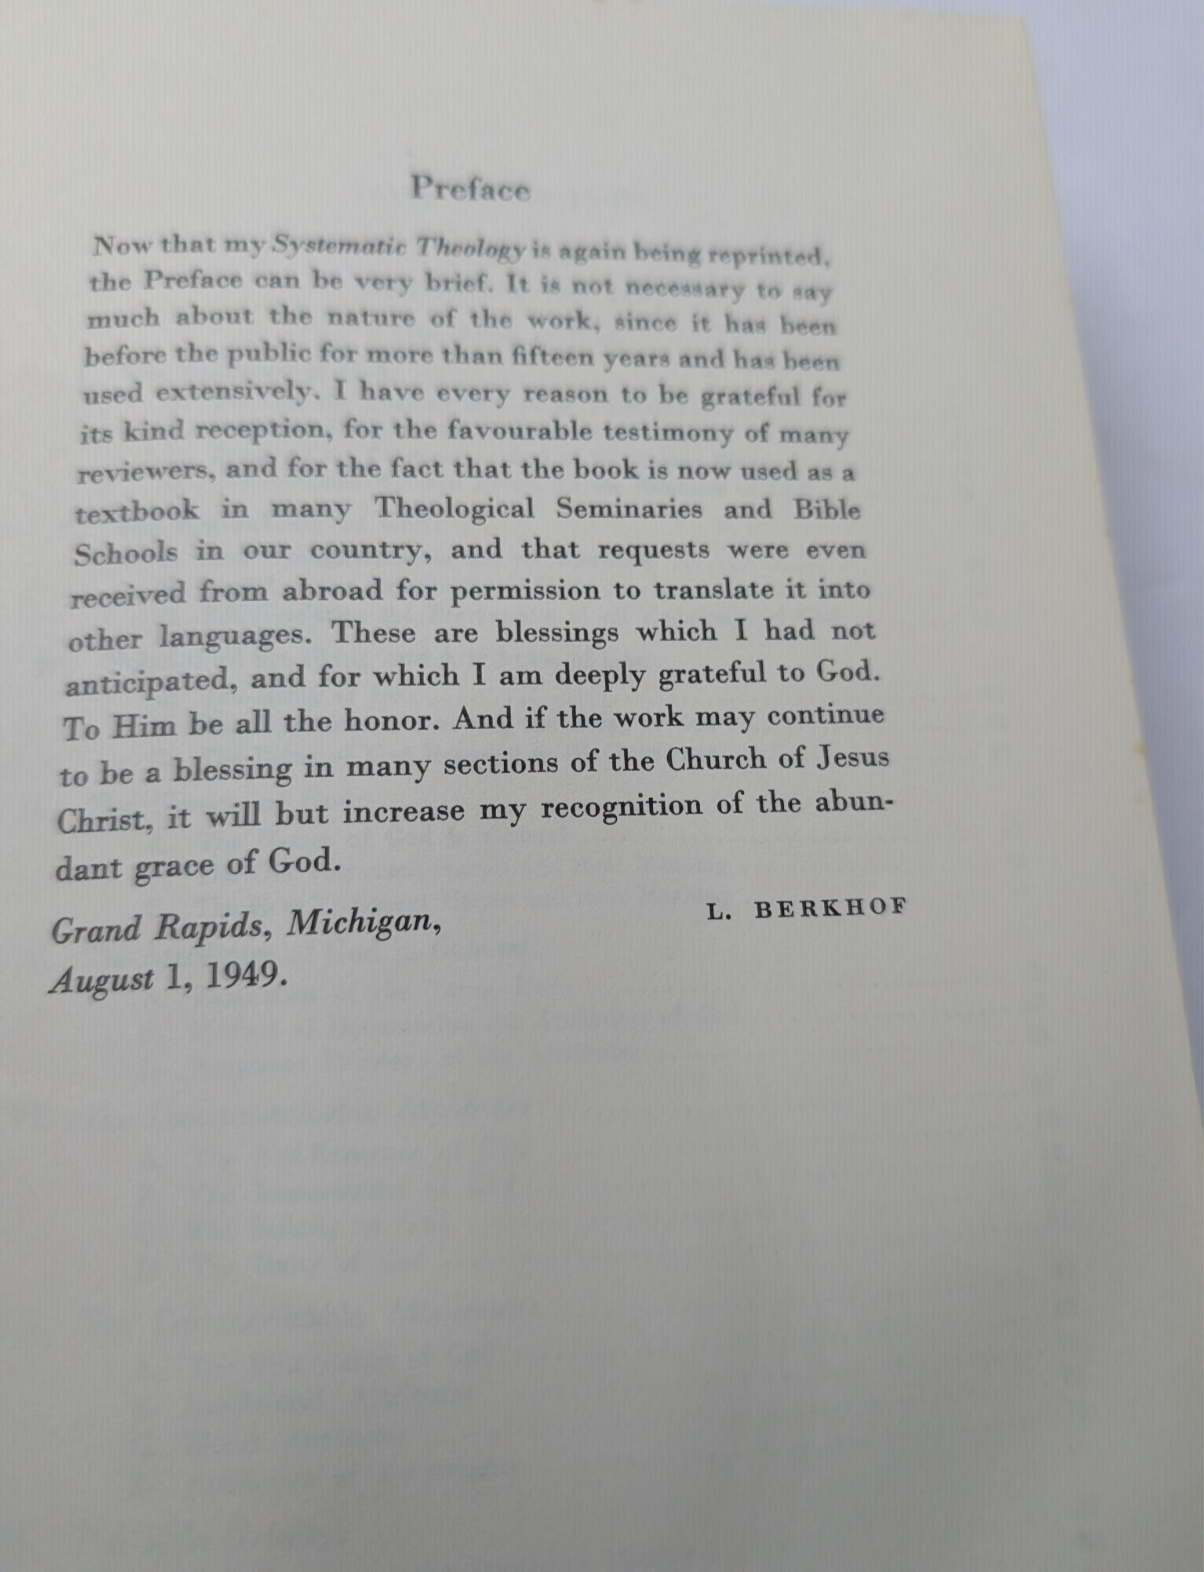 Preface
Now that my Systematic Theology is again being reprinted,
the Preface can be very brief. It is not necessary to say
much about the nature of the work, since it has been
before the public for more than fifteen years and has been
used extensively. I have every reason to be grateful for
its kind reception, for the favourable testimony of many
reviewers, and for the fact that the book is now used as a
textbook in many Theological Seminaries and Bible
Schools in our country, and that requests were even
received from abroad for permission to translate it into
other languages. These are blessings which I had not
anticipated, and for which I am deeply grateful to God.
To Him be all the honor. And if the work may continue
to be a blessing in many sections of the Church of Jesus
Christ, it will but increase my recognition of the abun-
dant grace of God.
L. BERKHOF
Grand Rapids, Michigan,
August 1, 1949.